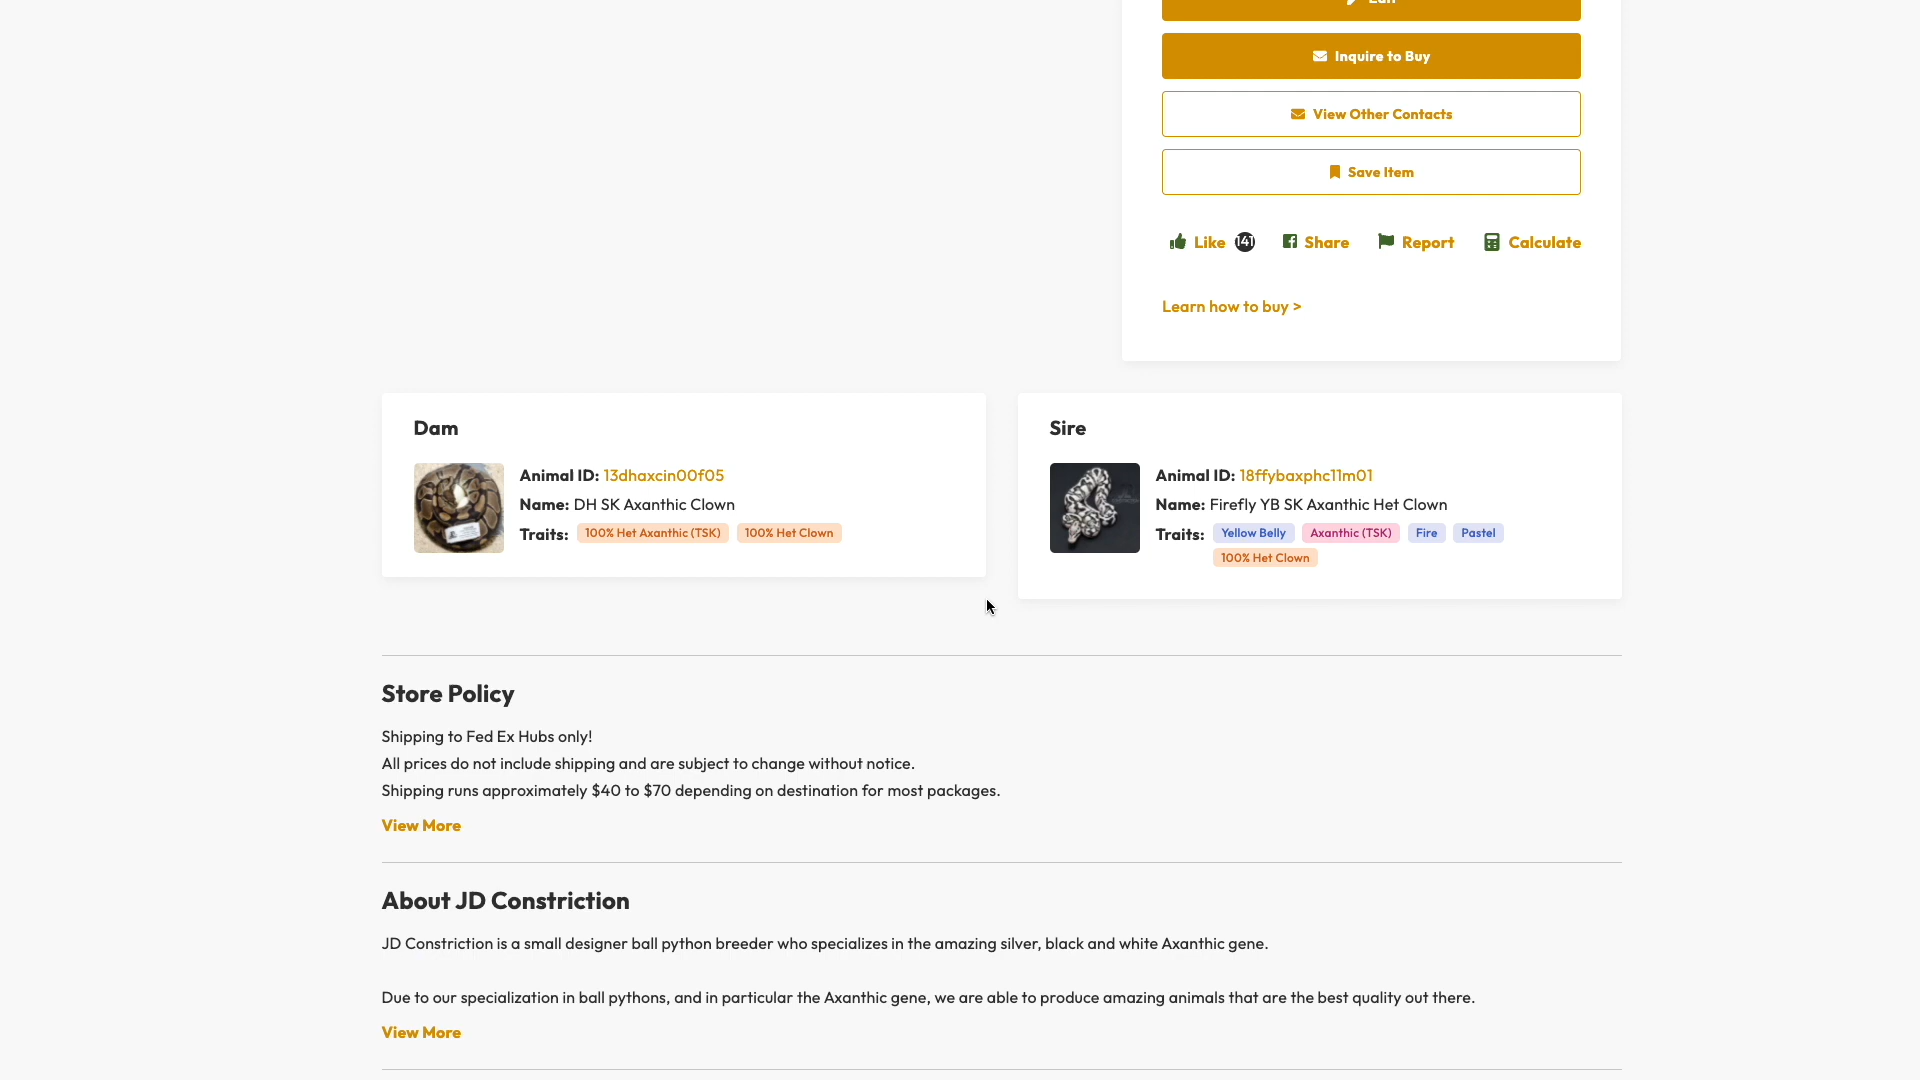 Edit
Inquire to Buy
View Other Contacts
Save Item
Like 141 Share Report Calculate
Learn how to buy >
Dam
Animal ID: 13dhaxcin00f05
Name: DH SK Axanthic Clown
Traits: 100% Het Axanthic (TSK) 100% Het Clown
Sire
Animal ID: 18ffybaxphc11m01
Name: Firefly YB SK Axanthic Het Clown
Traits: Yellow Belly Axanthic (TSK) Fire Pastel
100% Het Clown
Store Policy
Shipping to Fed Ex Hubs only!
All prices do not include shipping and are subject to change without notice.
Shipping runs approximately $40 to $70 depending on destination for most packages.
View More
About JD Constriction
JD Constriction is a small designer ball python breeder who specializes in the amazing silver, black and white Axanthic gene.
Due to our specialization in ball pythons, and in particular the Axanthic gene, we are able to produce amazing animals that are the best quality out there.
View More